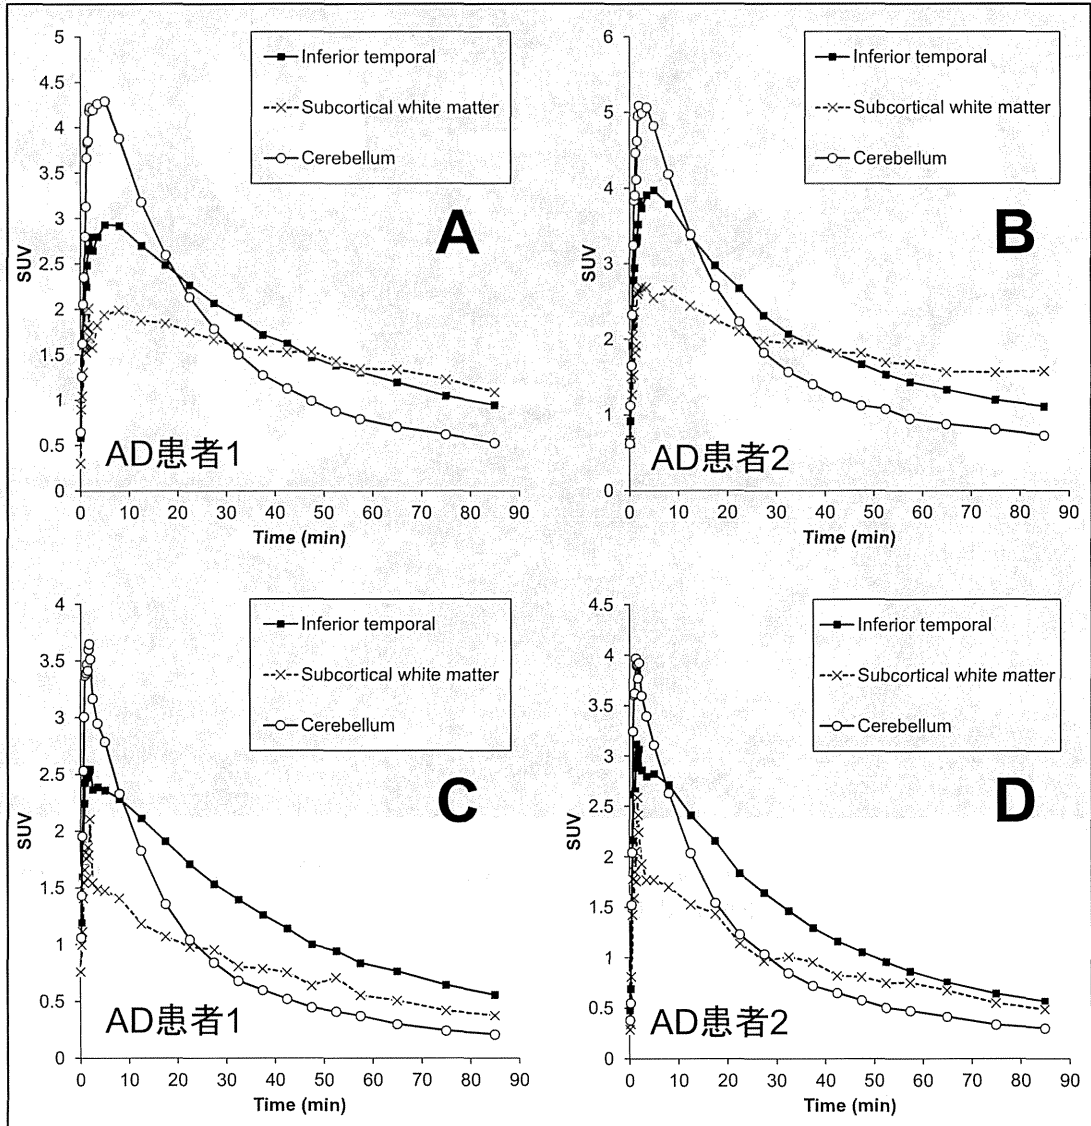 5
4.5
4
3.5
3
2.5
2
1.5
1
0.5
0
SUV
0 10 20 30 40 50 60 70 80 90
Time (min)
Inferior temporal
Subcortical white matter
Cerebellum
A
AD患者1
6
5
4
3
2
1
0
SUV
0 10 20 30 40 50 60 70 80 90
Time (min)
Inferior temporal
Subcortical white matter
Cerebellum
B
AD患者2
4
3.5
3
2.5
2
1.5
1
0.5
0
SUV
0 10 20 30 40 50 60 70 80 90
Time (min)
Inferior temporal
Subcortical white matter
Cerebellum
C
AD患者1
4.5
4
3.5
3
2.5
2
1.5
1
0.5
0
SUV
0 10 20 30 40 50 60 70 80 90
Time (min)
Inferior temporal
Subcortical white matter
Cerebellum
D
AD患者2